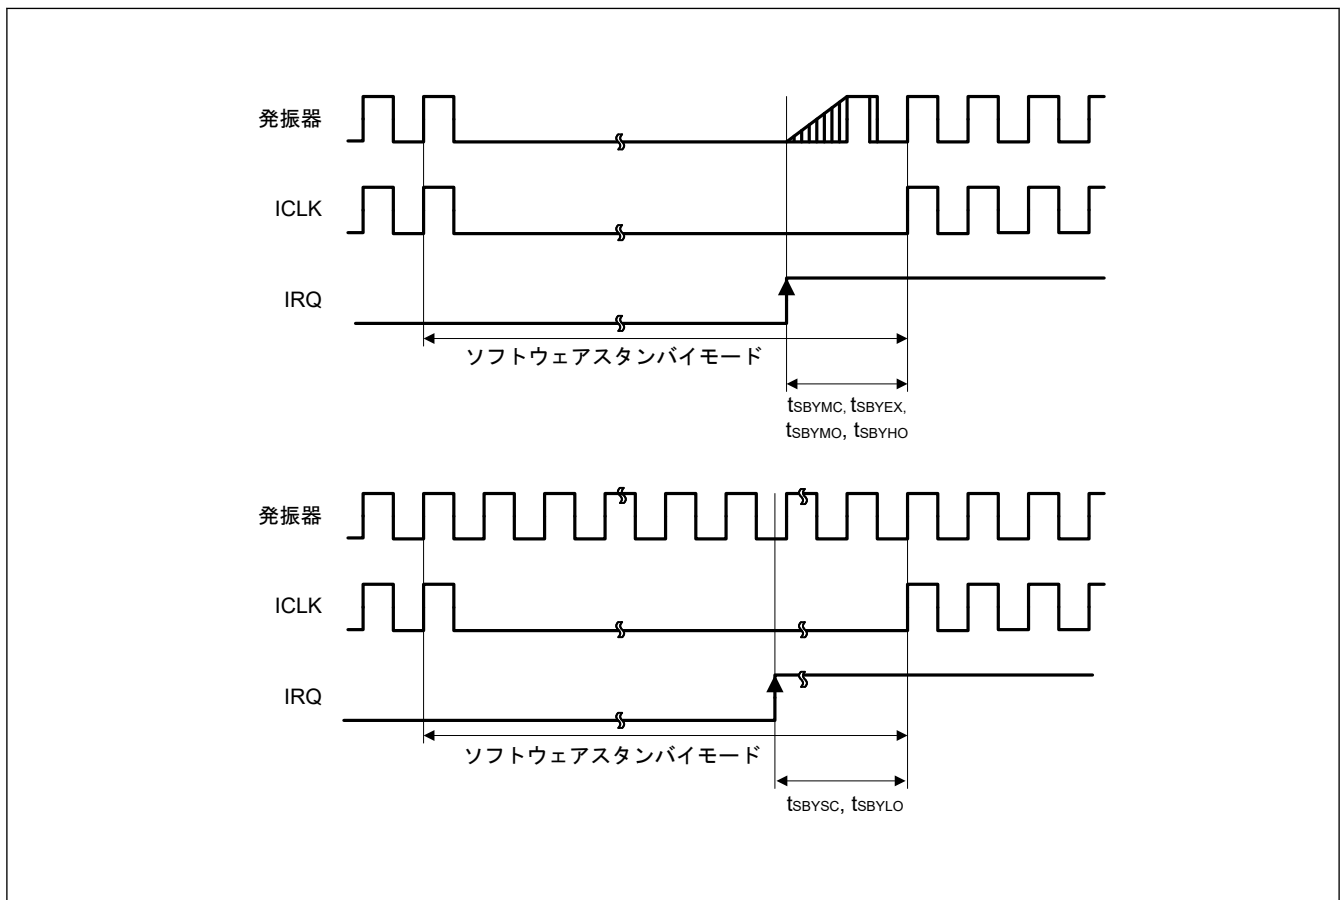 発振器
ICLK
IRQ
ソフトウェアスタンバイモード
tSBYMC, tSBYEX,
tSBYMO, tSBYHO
発振器
ICLK
IRQ
ソフトウェアスタンバイモード
tSBYSC, tSBYLO